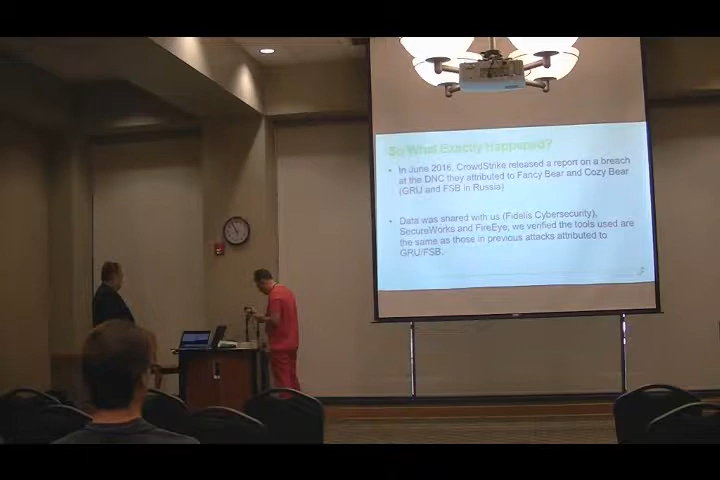 So What Exactly Happened?
• In June 2016, CrowdStrike released a report on a breach
at the DNC they attributed to Fancy Bear and Cozy Bear
(GRU and FSB in Russia)
• Data was shared with us (Fidelis Cybersecurity),
SecureWorks and FireEye, we verified the tools used are
the same as those in previous attacks attributed to
GRU/FSB.